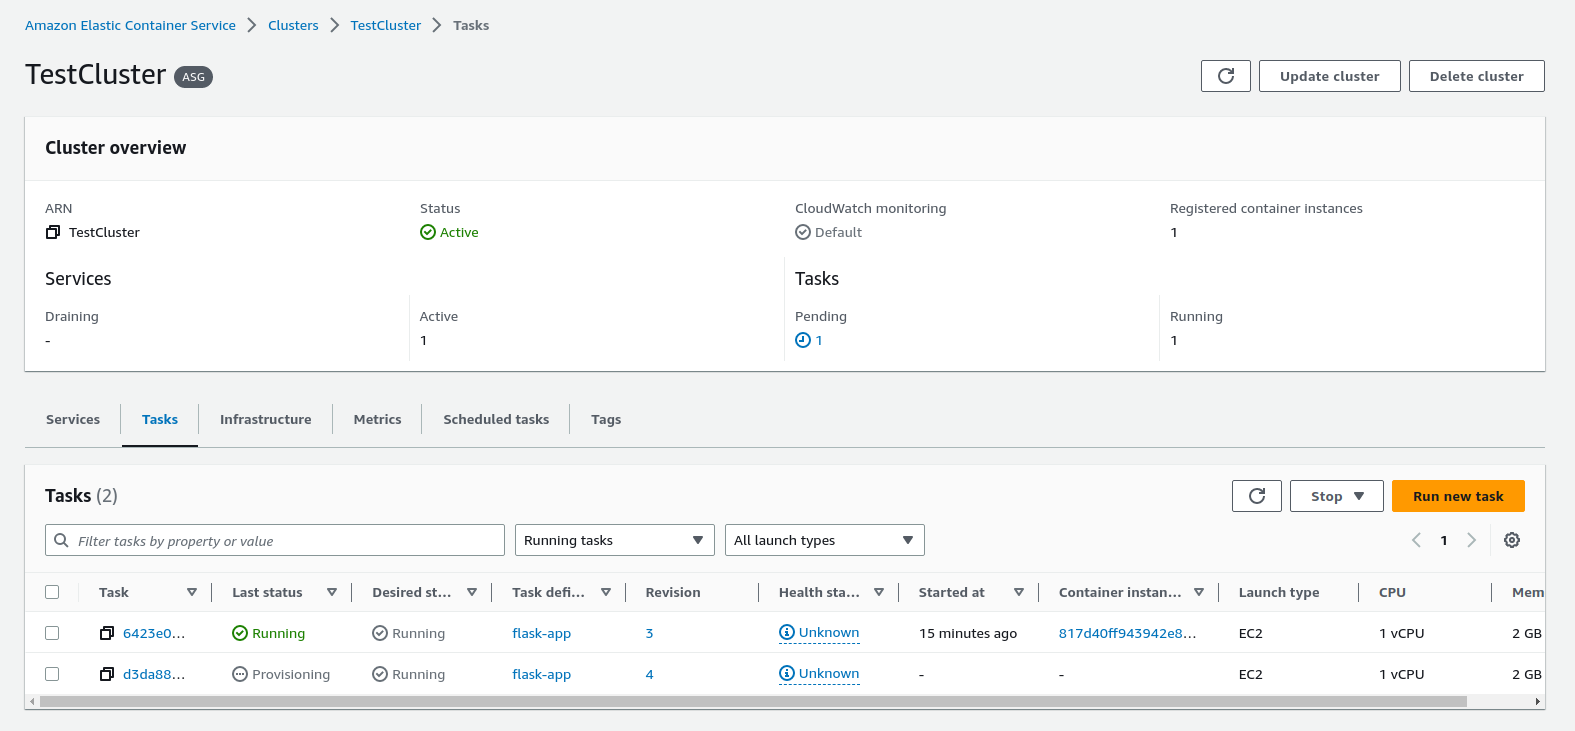 Amazon Elastic Container Service > Clusters > TestCluster > Tasks
TestCluster ASG
Update cluster Delete cluster
Cluster overview
ARN Status CloudWatch monitoring Registered container instances
TestCluster Active Default 1
Services Tasks
Draining Active Pending Running
- 1 1 1
Services Tasks Infrastructure Metrics Scheduled tasks Tags
Tasks (2) Stop Run new task
Filter tasks by property or value Running tasks All launch types 1
Task Last status Desired st... Task defi... Revision Health sta... Started at Container instan... Launch type CPU Mem
6423e0... Running Running flask-app 3 Unknown 15 minutes ago 817d40ff943942e8... EC2 1 vCPU 2 GB
d3da88... Provisioning Running flask-app 4 Unknown - - EC2 1 vCPU 2 GB